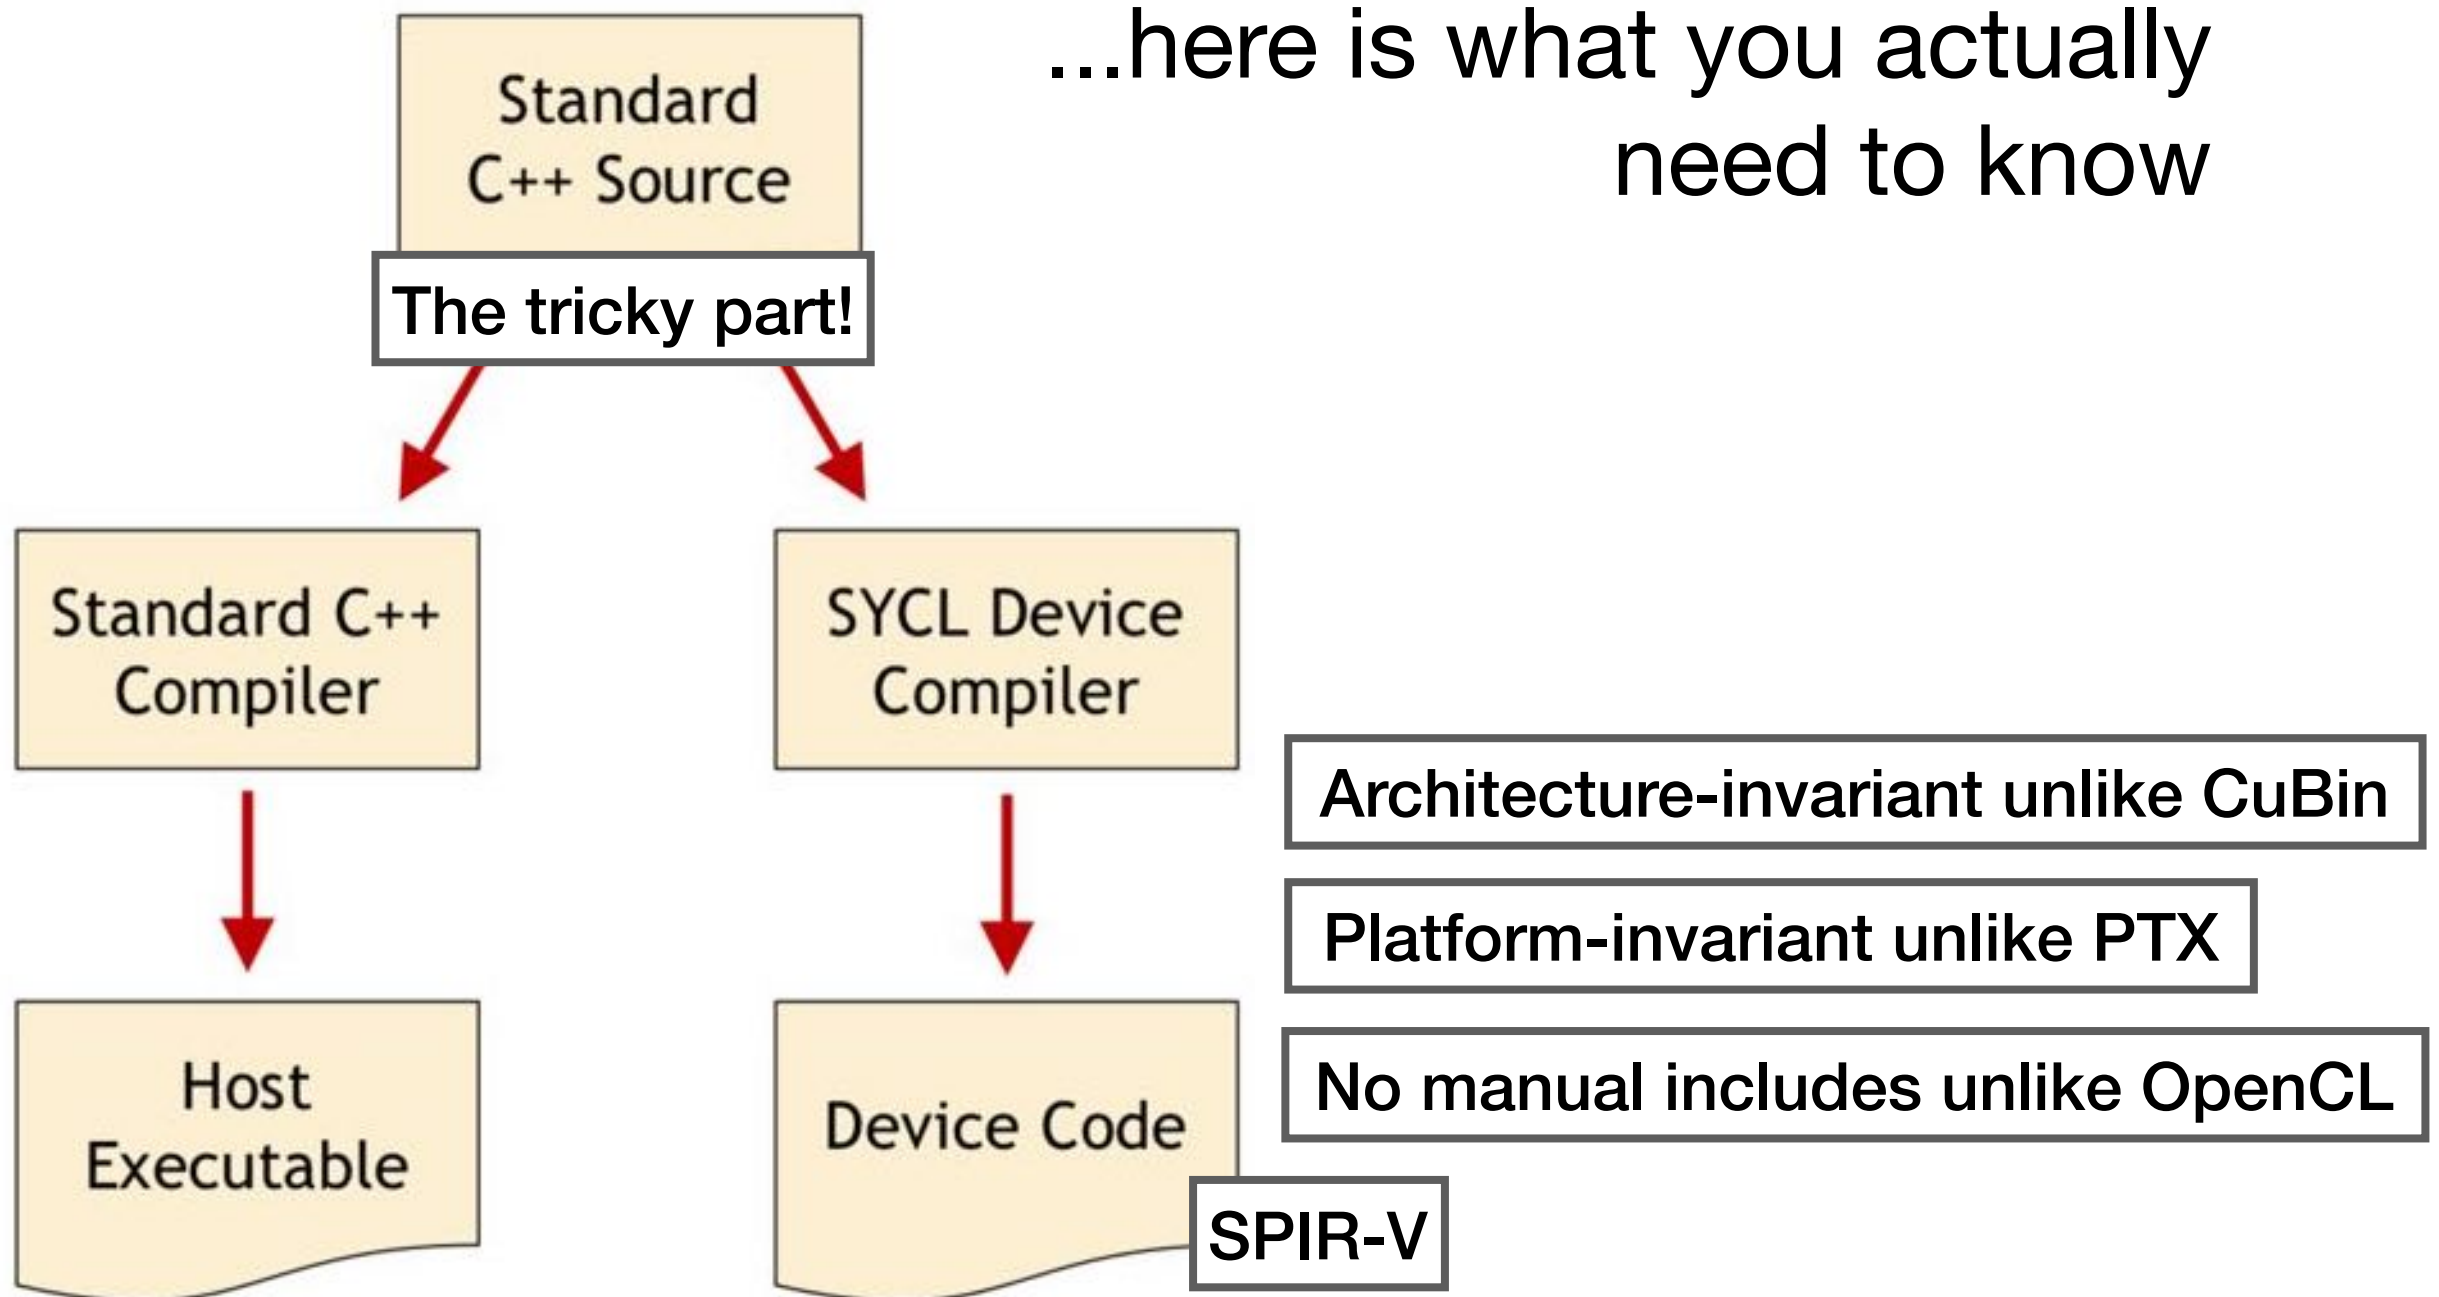 ...here is what you actually
need to know
Standard
C++ Source
The tricky part!
Standard C++
Compiler
SYCL Device
Compiler
Architecture-invariant unlike CuBin
Platform-invariant unlike PTX
No manual includes unlike OpenCL
Host
Executable
Device Code
SPIR-V